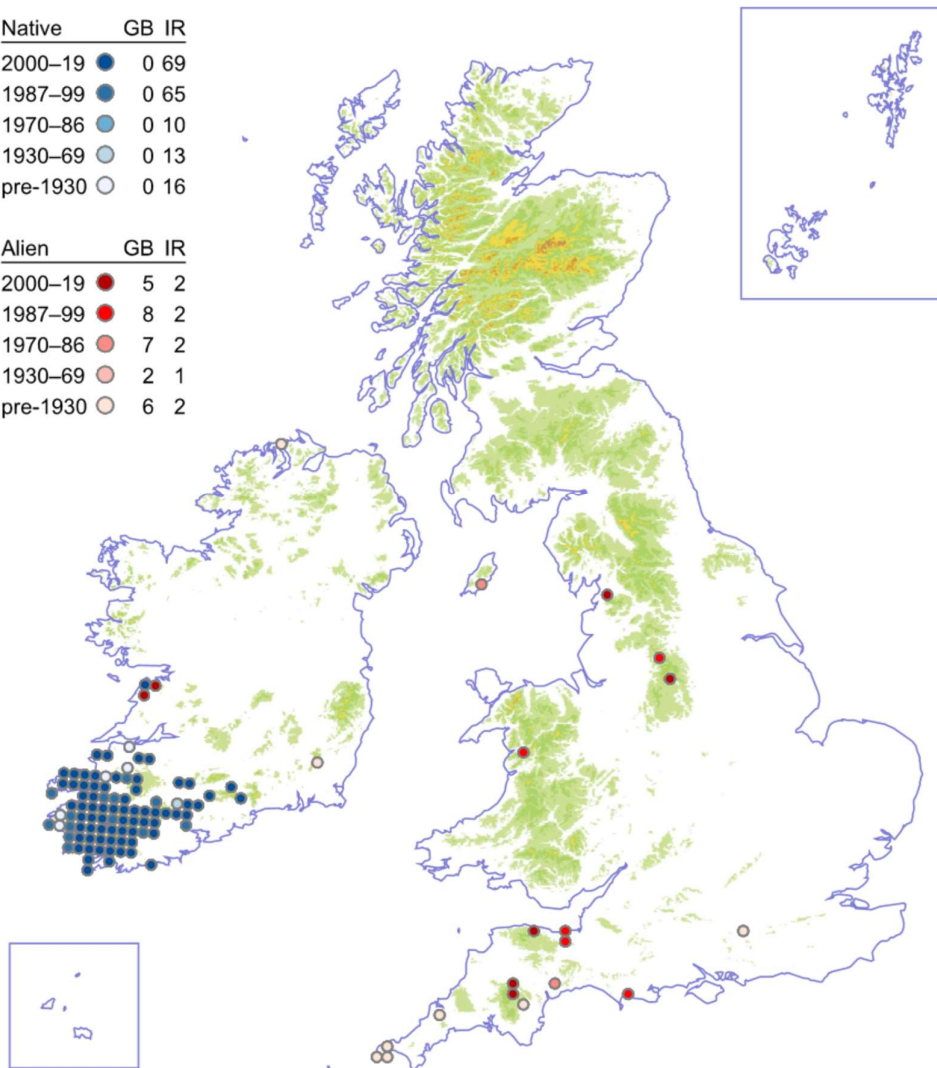 Native GB IR
2000–19 0 69
1987–99 0 65
1970–86 0 10
1930–69 0 13
pre-1930 0 16
Alien GB IR
2000–19 5 2
1987–99 8 2
1970–86 7 2
1930–69 2 1
pre-1930 6 2